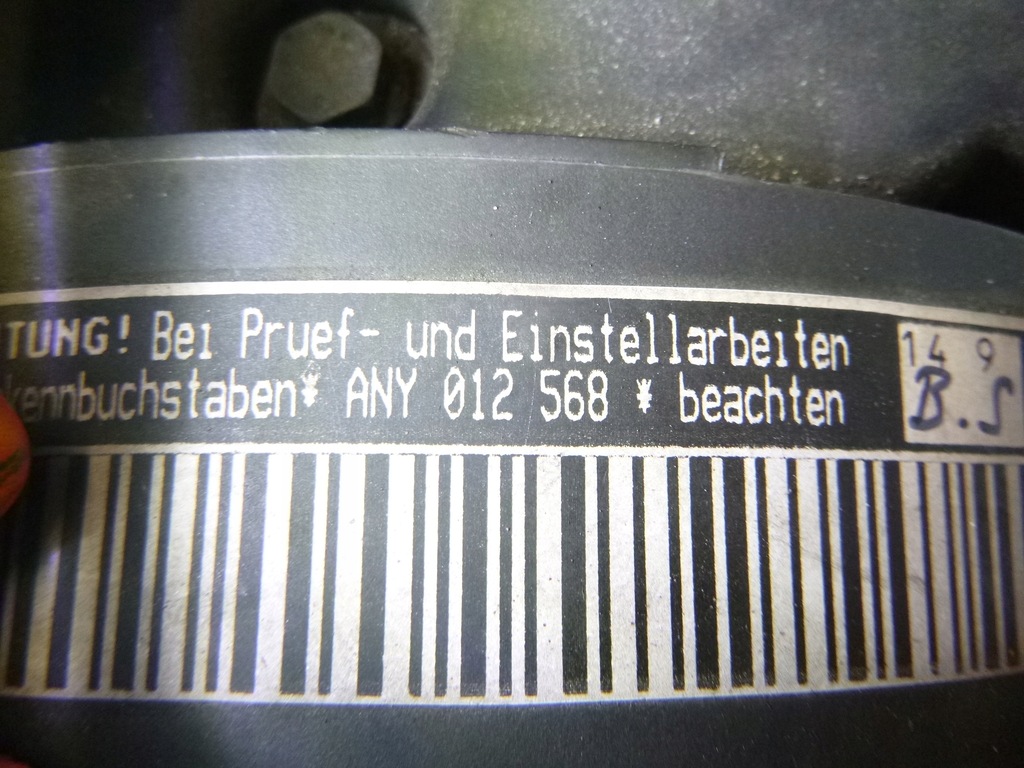 TUNG! Bei Pruef- und Einstellarbeiten
kennbuchstaben* ANY 012 568 * beachten
14 9
B.S